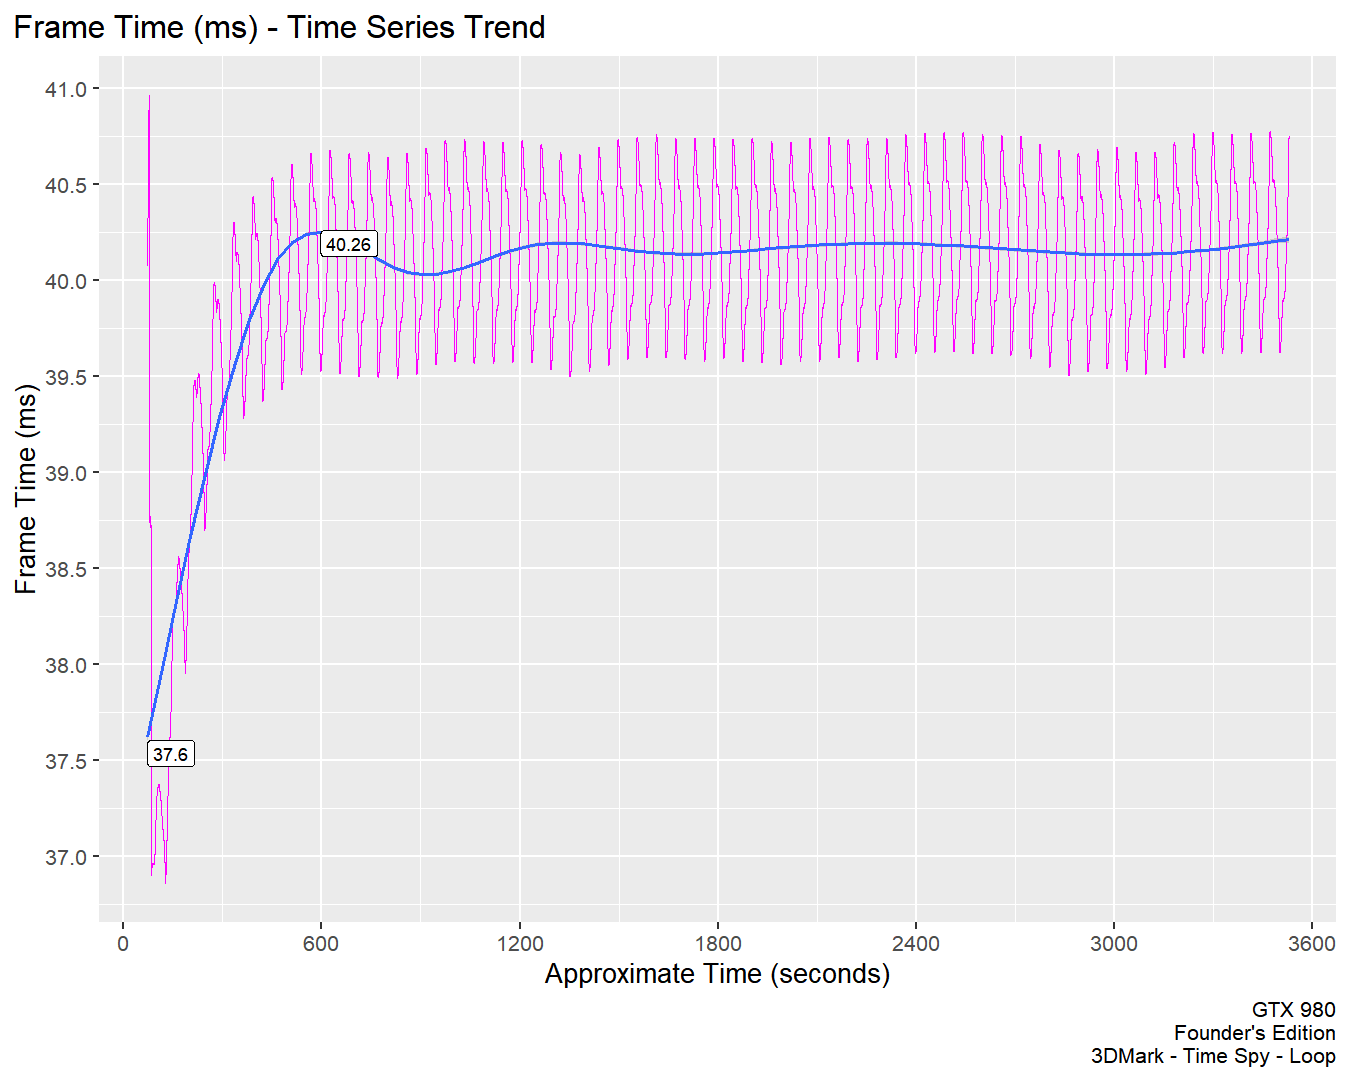 Frame Time (ms) - Time Series Trend
Frame Time (ms)
41.0
40.5
40.0
39.5
39.0
38.5
38.0
37.5
37.0
40.26
37.6
0 600 1200 1800 2400 3000 3600
Approximate Time (seconds)
GTX 980
Founder's Edition
3DMark - Time Spy - Loop